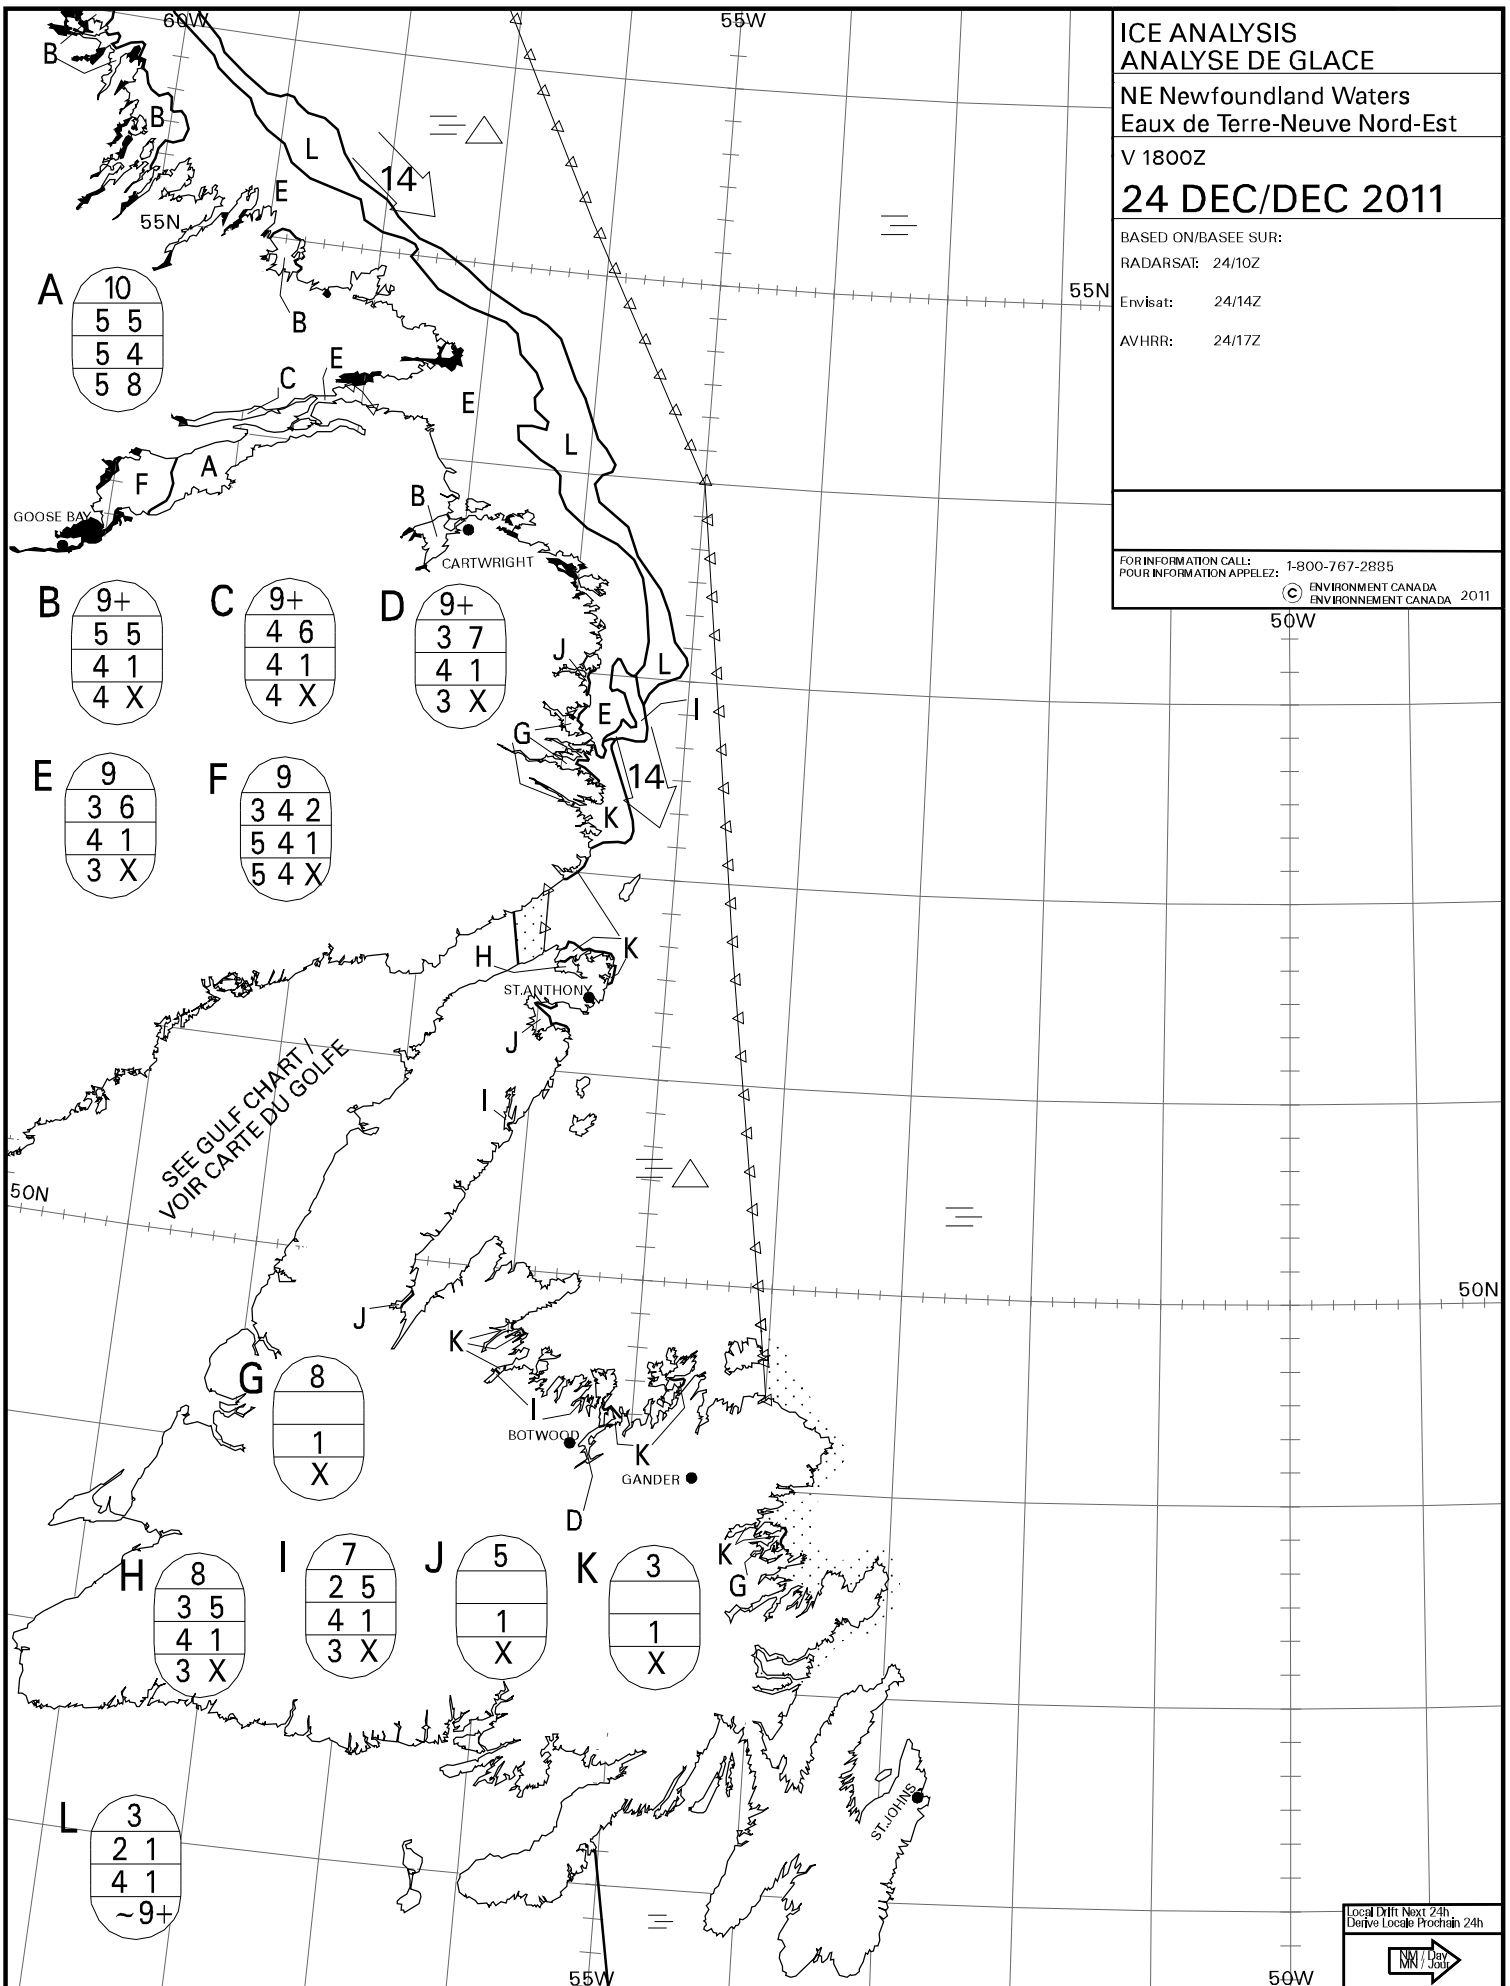 60W
55W
ICE ANALYSIS
ANALYSE DE GLACE
NE Newfoundland Waters
Eaux de Terre-Neuve Nord-Est
V 1800Z
24 DEC/DEC 2011
BASED ON/BASEE SUR:
RADARSAT: 24/10Z
Envisat: 24/14Z
AVHRR: 24/17Z
FOR INFORMATION CALL:
POUR INFORMATION APPELEZ: 1-800-767-2885
© ENVIRONMENT CANADA
ENVIRONNEMENT CANADA 2011
B
B
L
14
E
55N
55N
B
A
10
5 5
5 4
5 8
E
C
E
L
F
A
B
GOOSE BAY
CARTWRIGHT
B
9+
5 5
4 1
4 X
C
9+
4 6
4 1
4 X
D
9+
3 7
4 1
3 X
50W
J
L
E
I
G
14
K
E
9
3 6
4 1
3 X
F
9
3 4 2
5 4 1
5 4 X
H
K
ST.ANTHONY
J
I
SEE GULF CHART /
VOIR CARTE DU GOLFE
50N
50N
J
K
I
BOTWOOD
K
GANDER
D
K
G
G
8
1
X
H
8
3 5
4 1
3 X
I
7
2 5
4 1
3 X
J
5
1
X
K
3
1
X
ST.JOHNS
L
3
2 1
4 1
~9+
55W
50W
Local Drift Next 24h
Derive Locale Prochain 24h
NM / Day
MN / Jour